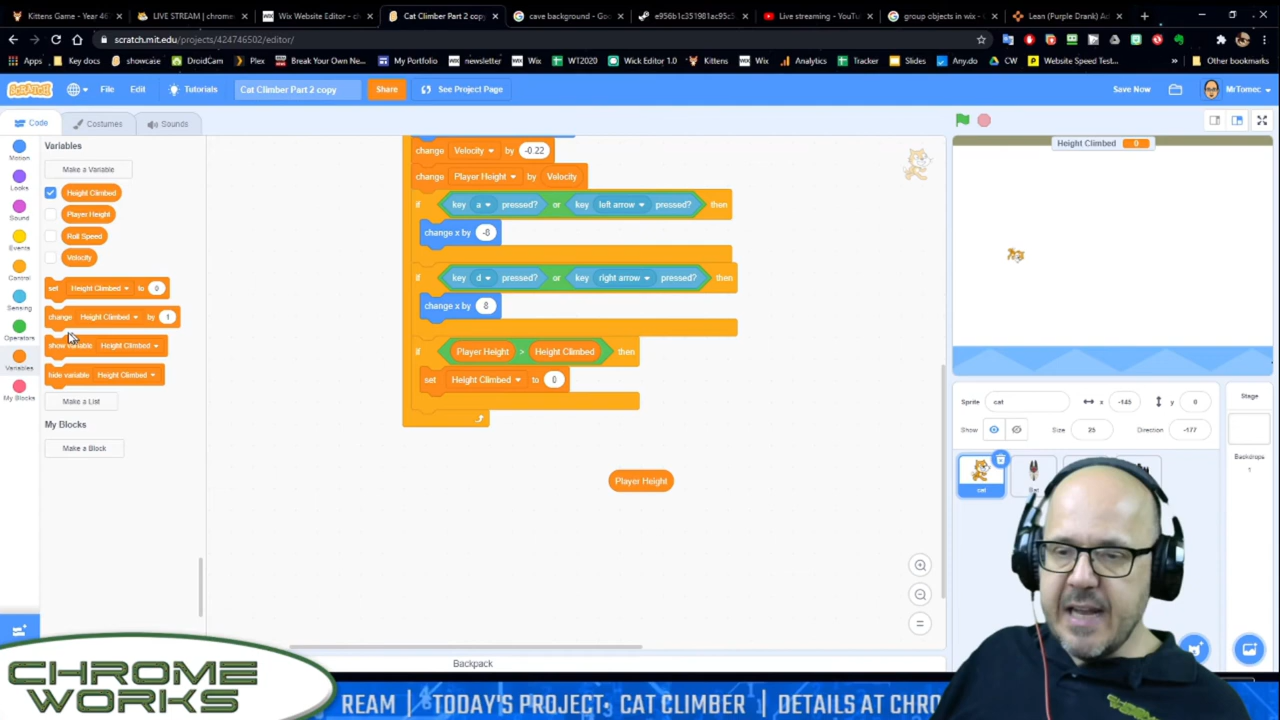 Kittens Game - Year 46
LIVE STREAM | chrome
Wix Website Editor - ch
Cat Climber Part 2 cop
cave background - Goo
e956b1c351981ac95c
Live streaming - YouTu
group objects in wix -
Lean (Purple Drank) Ad
scratch.mit.edu/projects/424746502/editor/
Apps Key docs showcase DroidCam Plex Break Your Own Ne... My Portfolio newsletter Wix WT2020 Wick Editor 1.0 Kittens Wix Analytics Tracker Slides Any.do CW Website Speed Test... Other bookmarks
SCRATCH File Edit Tutorials Cat Climber Part 2 copy Share See Project Page Save Now MrTomec
Code Costumes Sounds
Motion
Looks
Sound
Events
Control
Sensing
Operators
Variables
My Blocks
Variables
Make a Variable
Height Climbed
Player Height
Roll Speed
Velocity
set Height Climbed to 0
change Height Climbed by 1
show variable Height Climbed
hide variable Height Climbed
Make a List
My Blocks
Make a Block
change Velocity by -0.22
change Player Height by Velocity
if key a pressed? or key left arrow pressed? then
change x by -8
if key d pressed? or key right arrow pressed? then
change x by 8
if Player Height > Height Climbed then
set Height Climbed to 0
Player Height
Backpack
Height Climbed 0
Sprite cat x -145 y 0
Show Size 25 Direction -177
cat
Bat
Stage
Backdrops
1
CHROME
WORKS
REAM | TODAY'S PROJECT: CAT CLIMBER | DETAILS AT CHRO